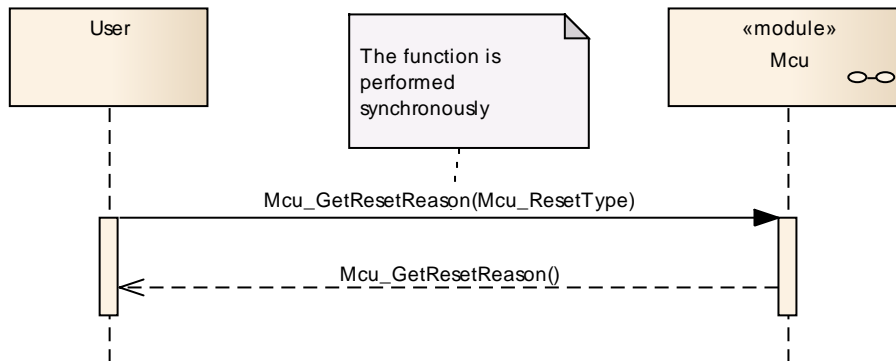 User
The function is
performed
synchronously
«module»
Mcu
Mcu_GetResetReason(Mcu_ResetType)
Mcu_GetResetReason()